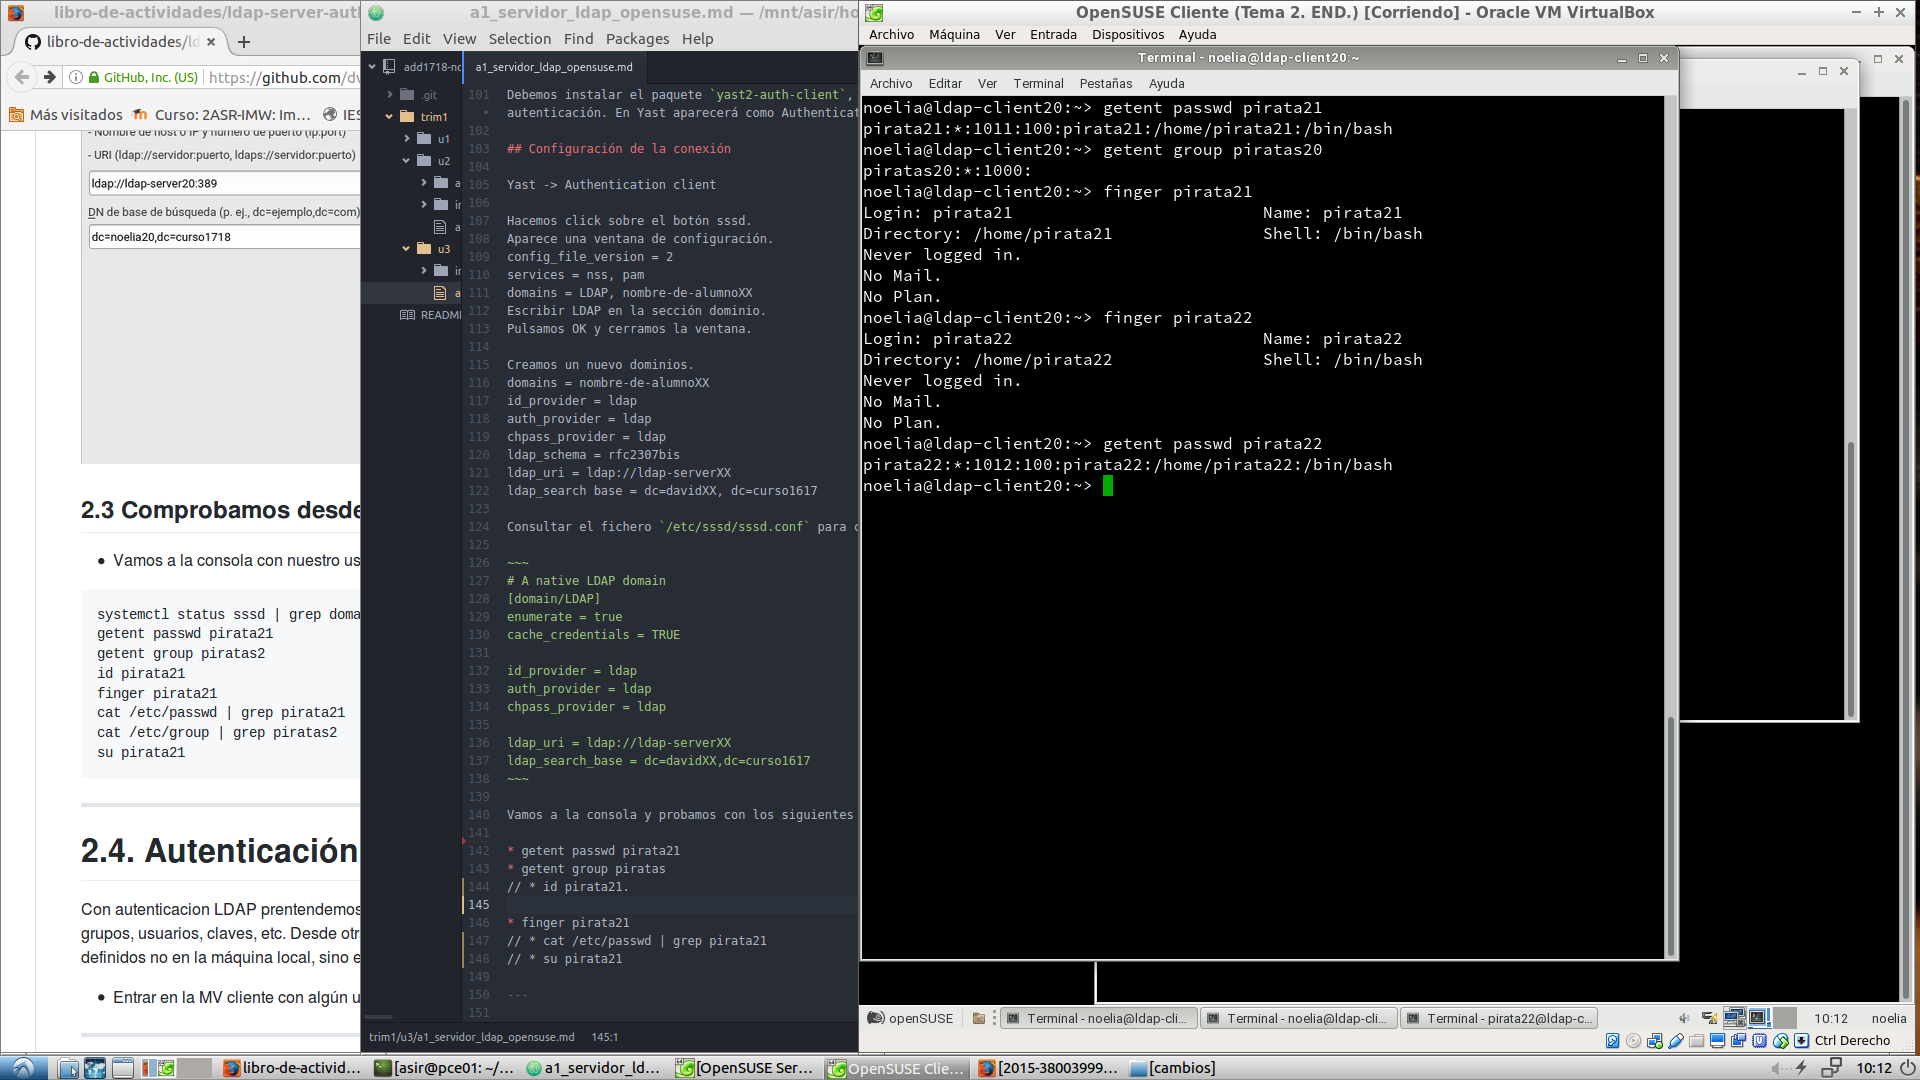 libro-de-actividades/ldap-server-aut
libro-de-actividades/ld
GitHub, Inc. (US)
https://github.com/dv
Más visitados
Curso: 2ASR-IMW: Im...
IES
- Nombre de host o IP y número de puerto (ip:port)
- URI (ldap://servidor:puerto, ldaps://servidor:puerto)
ldap://ldap-server20:389
DN de base de búsqueda (p. ej., dc=ejemplo,dc=com)
dc=noelia20,dc=curso1718
2.3 Comprobamos desde
Vamos a la consola con nuestro us
systemctl status sssd | grep doma
getent passwd pirata21
getent group piratas2
id pirata21
finger pirata21
cat /etc/passwd | grep pirata21
cat /etc/group | grep piratas2
su pirata21
2.4. Autenticación
Con autenticacion LDAP prentendemos
grupos, usuarios, claves, etc. Desde otr
definidos no en la máquina local, sino e
Entrar en la MV cliente con algún u
a1_servidor_ldap_opensuse.md — /mnt/asir/ho
File Edit View Selection Find Packages Help
add1718-no
.git
trim1
u1
u2
a
in
a
u3
in
a
README
a1_servidor_ldap_opensuse.md
101 Debemos instalar el paquete `yast2-auth-client`,
• autenticación. En Yast aparecerá como Authenticat
102
103 ## Configuración de la conexión
104
105 Yast -> Authentication client
106
107 Hacemos click sobre el botón sssd.
108 Aparece una ventana de configuración.
109 config_file_version = 2
110 services = nss, pam
111 domains = LDAP, nombre-de-alumnoXX
112 Escribir LDAP en la sección dominio.
113 Pulsamos OK y cerramos la ventana.
114
115 Creamos un nuevo dominios.
116 domains = nombre-de-alumnoXX
117 id_provider = ldap
118 auth_provider = ldap
119 chpass_provider = ldap
120 ldap_schema = rfc2307bis
121 ldap_uri = ldap://ldap-serverXX
122 ldap_search base = dc=davidXX, dc=curso1617
123
124 Consultar el fichero `/etc/sssd/sssd.conf` para c
125
126 ~~~
127 # A native LDAP domain
128 [domain/LDAP]
129 enumerate = true
130 cache_credentials = TRUE
131
132 id_provider = ldap
133 auth_provider = ldap
134 chpass_provider = ldap
135
136 ldap_uri = ldap://ldap-serverXX
137 ldap_search_base = dc=davidXX,dc=curso1617
138 ~~~
139
140 Vamos a la consola y probamos con los siguientes
141
142 * getent passwd pirata21
143 * getent group piratas
144 // * id pirata21.
145
146 * finger pirata21
147 // * cat /etc/passwd | grep pirata21
148 // * su pirata21
149
150 ---
151
trim1/u3/a1_servidor_ldap_opensuse.md 145:1
OpenSUSE Cliente (Tema 2. END.) [Corriendo] - Oracle VM VirtualBox
Archivo Máquina Ver Entrada Dispositivos Ayuda
Terminal - noelia@ldap-client20:~
Archivo Editar Ver Terminal Pestañas Ayuda
noelia@ldap-client20:~> getent passwd pirata21
pirata21:*:1011:100:pirata21:/home/pirata21:/bin/bash
noelia@ldap-client20:~> getent group piratas20
piratas20:*:1000:
noelia@ldap-client20:~> finger pirata21
Login: pirata21 Name: pirata21
Directory: /home/pirata21 Shell: /bin/bash
Never logged in.
No Mail.
No Plan.
noelia@ldap-client20:~> finger pirata22
Login: pirata22 Name: pirata22
Directory: /home/pirata22 Shell: /bin/bash
Never logged in.
No Mail.
No Plan.
noelia@ldap-client20:~> getent passwd pirata22
pirata22:*:1012:100:pirata22:/home/pirata22:/bin/bash
noelia@ldap-client20:~>
openSUSE
Terminal - noelia@ldap-cli...
Terminal - noelia@ldap-cli...
Terminal - pirata22@ldap-c...
10:12 noelia
Ctrl Derecho
libro-de-activid...
[asir@pce01: ~/...
a1_servidor_ld...
[OpenSUSE Ser...
OpenSUSE Clie...
[2015-38003999...
[cambios]
10:12